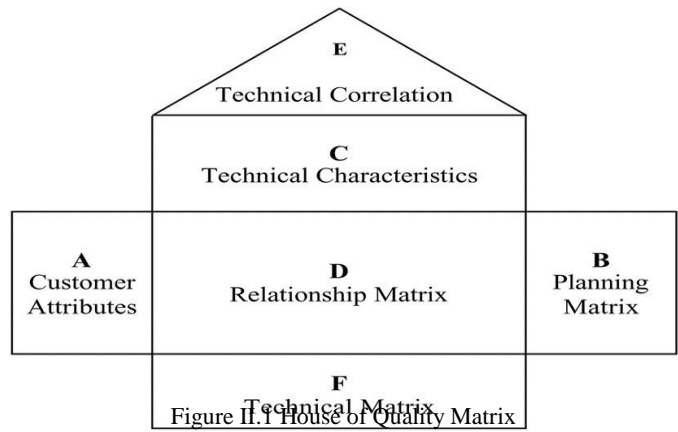 E
Technical Correlation
C
Technical Characteristics
A
Customer
Attributes
D
Relationship Matrix
B
Planning
Matrix
F
Technical Matrix
Figure II.1 House of Quality Matrix